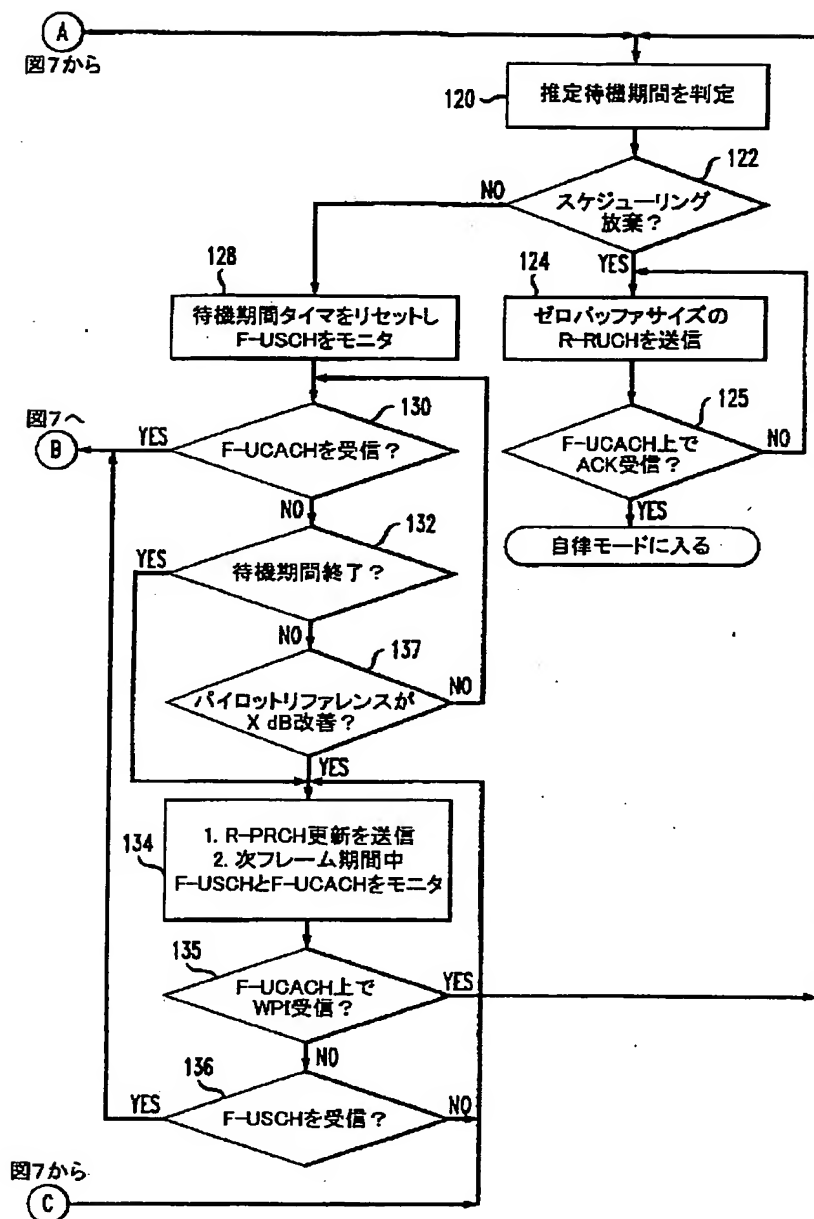 A
図7から
120
推定待機期間を判定
122
スケジューリング
放棄？
NO
YES
128
待機期間タイマをリセットし
F-USCHをモニタ
124
ゼロバッファサイズの
R-RUCHを送信
図7へ
B
YES
130
F-UCACHを受信？
NO
125
F-UCACH上で
ACK受信？
NO
YES
自律モードに入る
132
YES
待機期間終了？
NO
137
パイロットリファレンスが
X dB改善？
NO
YES
134
1. R-PRCH更新を送信
2. 次フレーム期間中
F-USCHとF-UCACHをモニタ
135
F-UCACH上で
WPI受信？
YES
NO
136
YES
F-USCHを受信？
NO
図7から
C